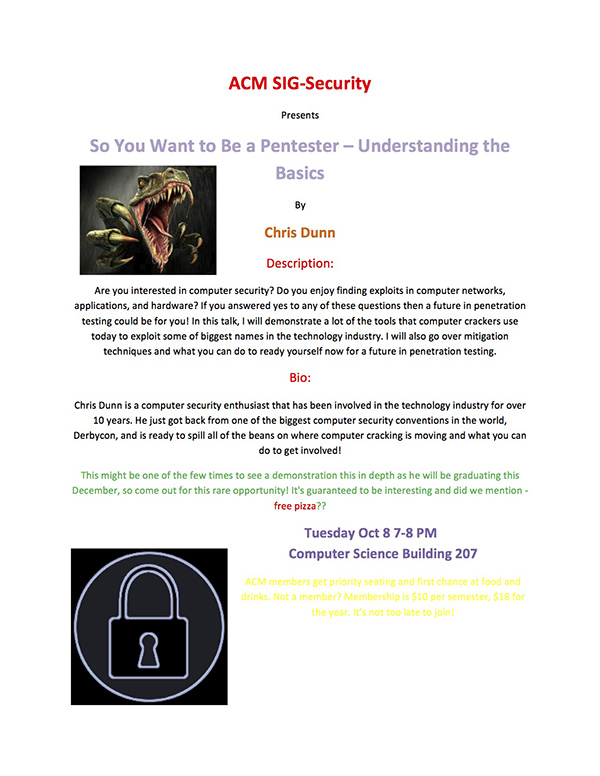 ACM SIG-Security
Presents
So You Want to Be a Pentester – Understanding the
Basics
By
Chris Dunn
Description:
Are you interested in computer security? Do you enjoy finding exploits in computer networks,
applications, and hardware? If you answered yes to any of these questions then a future in penetration
testing could be for you! In this talk, I will demonstrate a lot of the tools that computer crackers use
today to exploit some of biggest names in the technology industry. I will also go over mitigation
techniques and what you can do to ready yourself now for a future in penetration testing.
Bio:
Chris Dunn is a computer security enthusiast that has been involved in the technology industry for over
10 years. He just got back from one of the biggest computer security conventions in the world,
Derbycon, and is ready to spill all of the beans on where computer cracking is moving and what you can
do to get involved!
This might be one of the few times to see a demonstration this in depth as he will be graduating this
December, so come out for this rare opportunity! It's guaranteed to be interesting and did we mention -
free pizza??
Tuesday Oct 8 7-8 PM
Computer Science Building 207
ACM members get priority seating and first chance at food and
drinks. Not a member? Membership is $10 per semester, $18 for
the year. It's not too late to join!